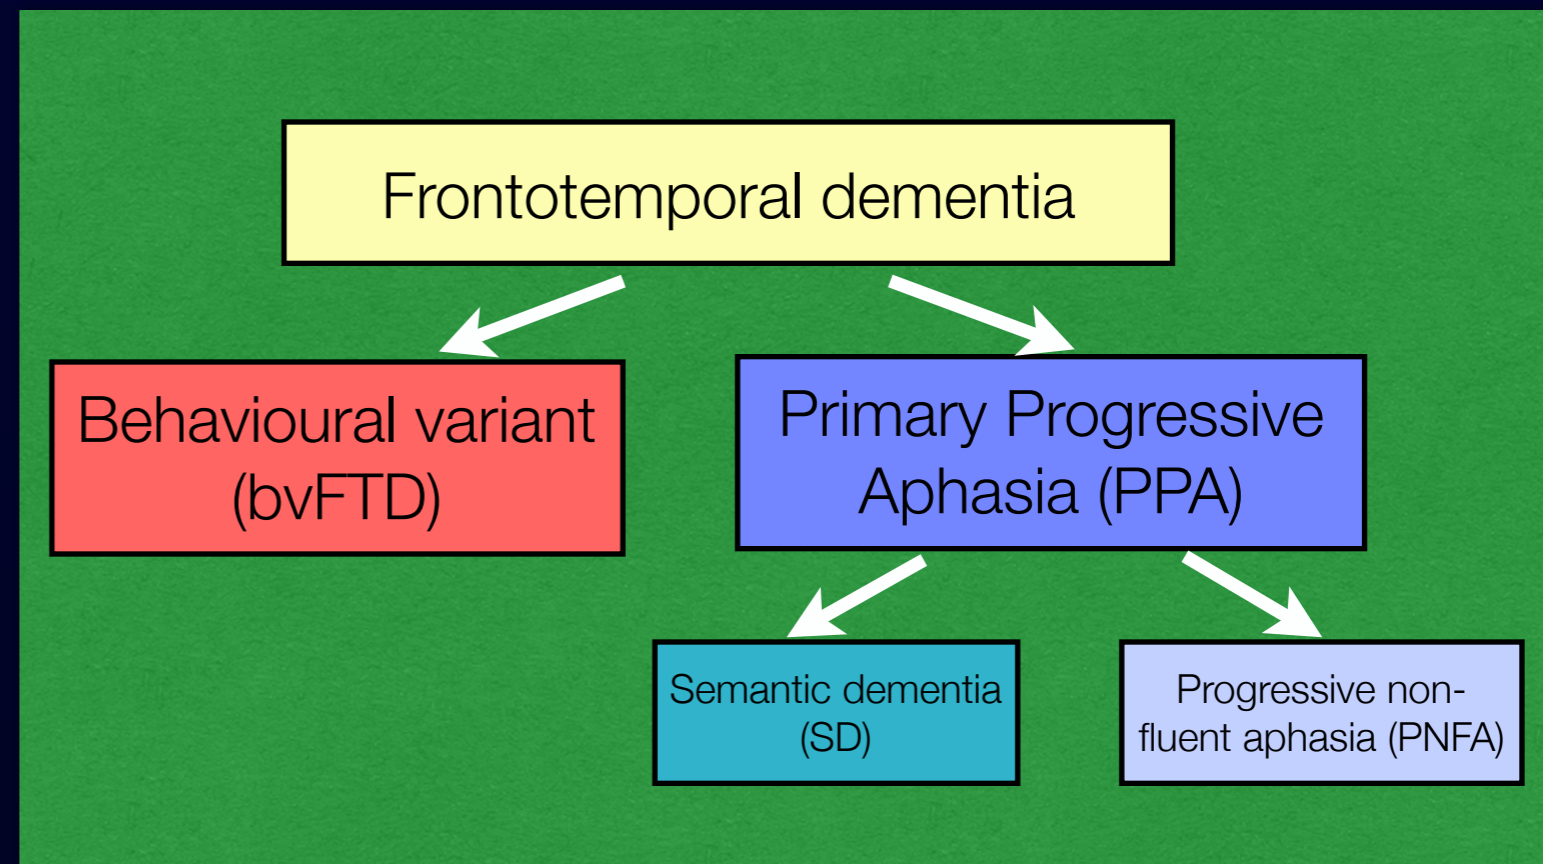 Frontotemporal dementia
Behavioural variant
(bvFTD)
Primary Progressive
Aphasia (PPA)
Semantic dementia
(SD)
Progressive non-
fluent aphasia (PNFA)